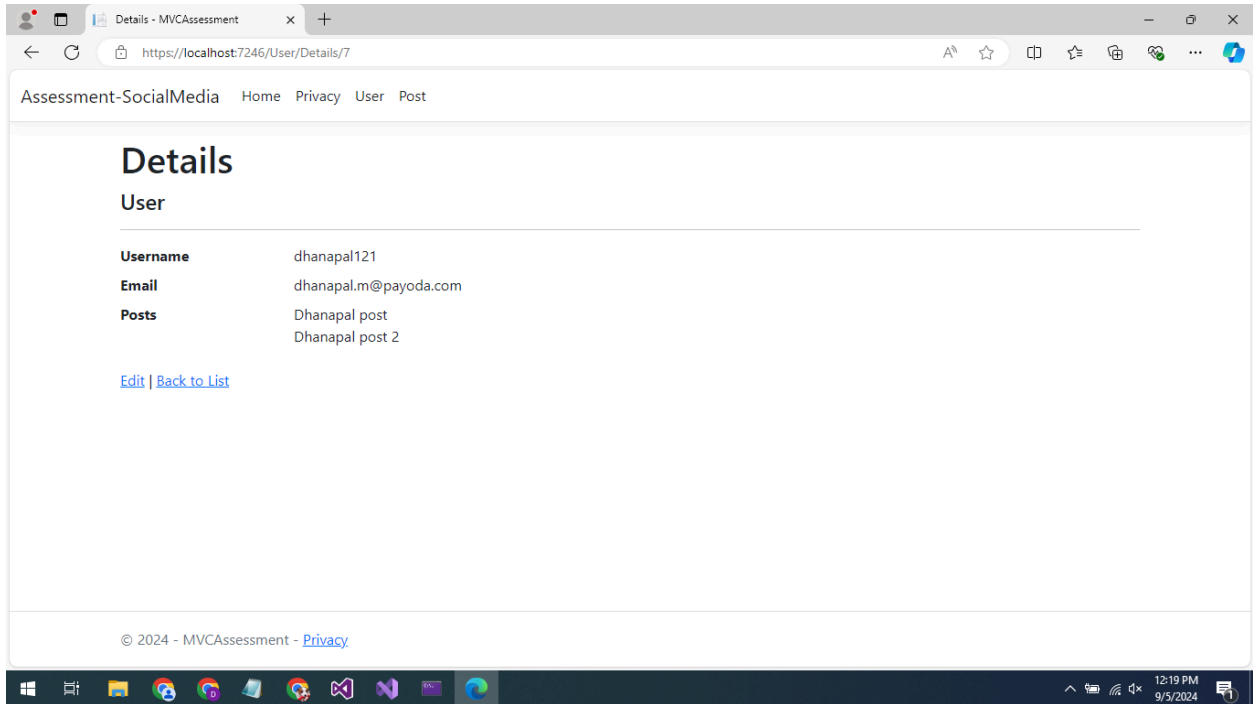 Details - MVCAssessment
https://localhost:7246/User/Details/7
Assessment-SocialMedia Home Privacy User Post
Details
User
Username dhanapal121
Email dhanapal.m@payoda.com
Posts Dhanapal post
Dhanapal post 2
Edit | Back to List
© 2024 - MVCAssessment - Privacy
12:19 PM
9/5/2024
1